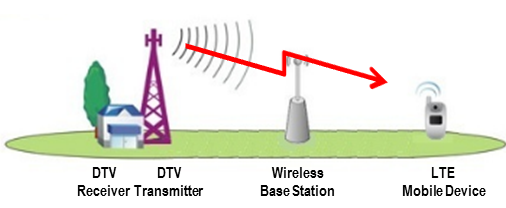 DTV DTV Wireless LTE
Receiver Transmitter Base Station Mobile Device